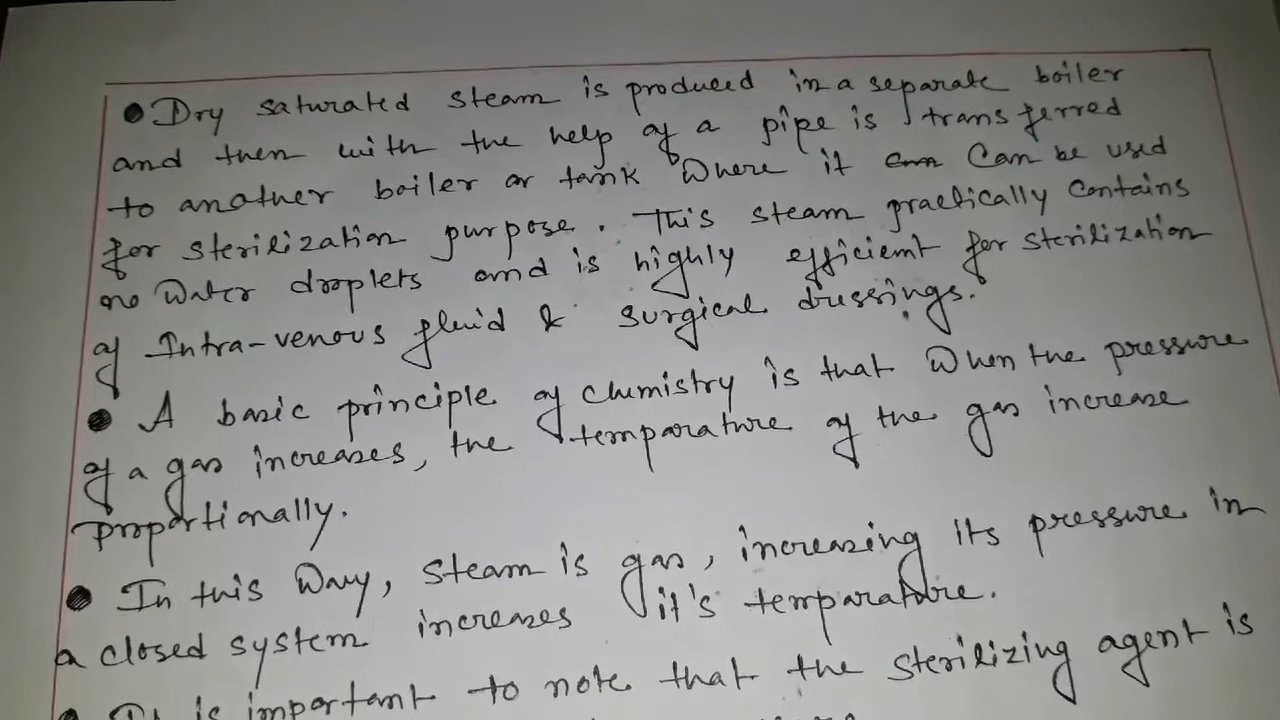 ● Dry saturated steam is produced in a separate boiler
and then with the help of a pipe is transferred
to another boiler or tank Where it can Can be used
for sterilization purpose. This steam practically contains
no Water droplets and is highly efficient for sterilization
of Intra-venous fluid & surgical dressings.
● A basic principle of chemistry is that When the pressure
of a gas increases, the temparature of the gas increase
proportionally.
● In this Way, steam is gas, increasing its pressure in
a closed system increases it's temparature.
● It is important to note that the sterilizing agent is